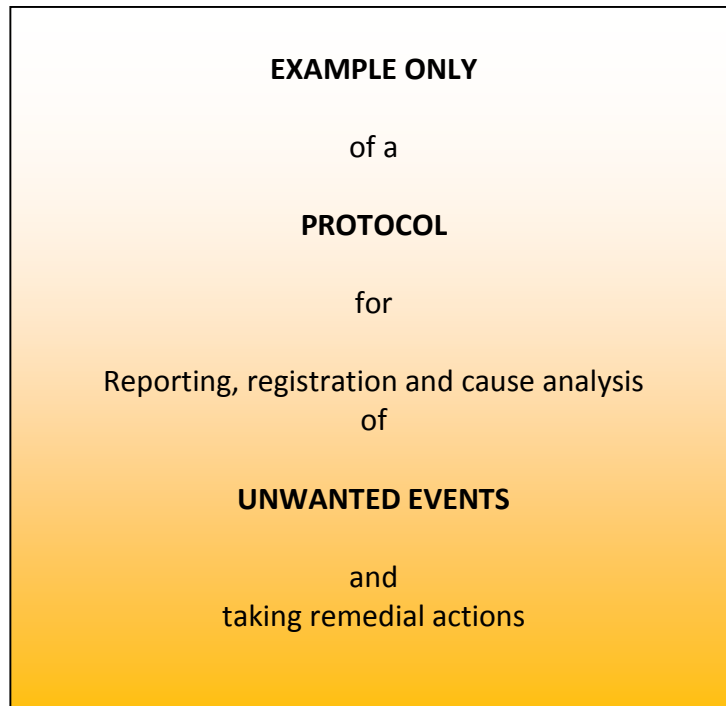 EXAMPLE ONLY
of a
PROTOCOL
for
Reporting, registration and cause analysis
of
UNWANTED EVENTS
and
taking remedial actions